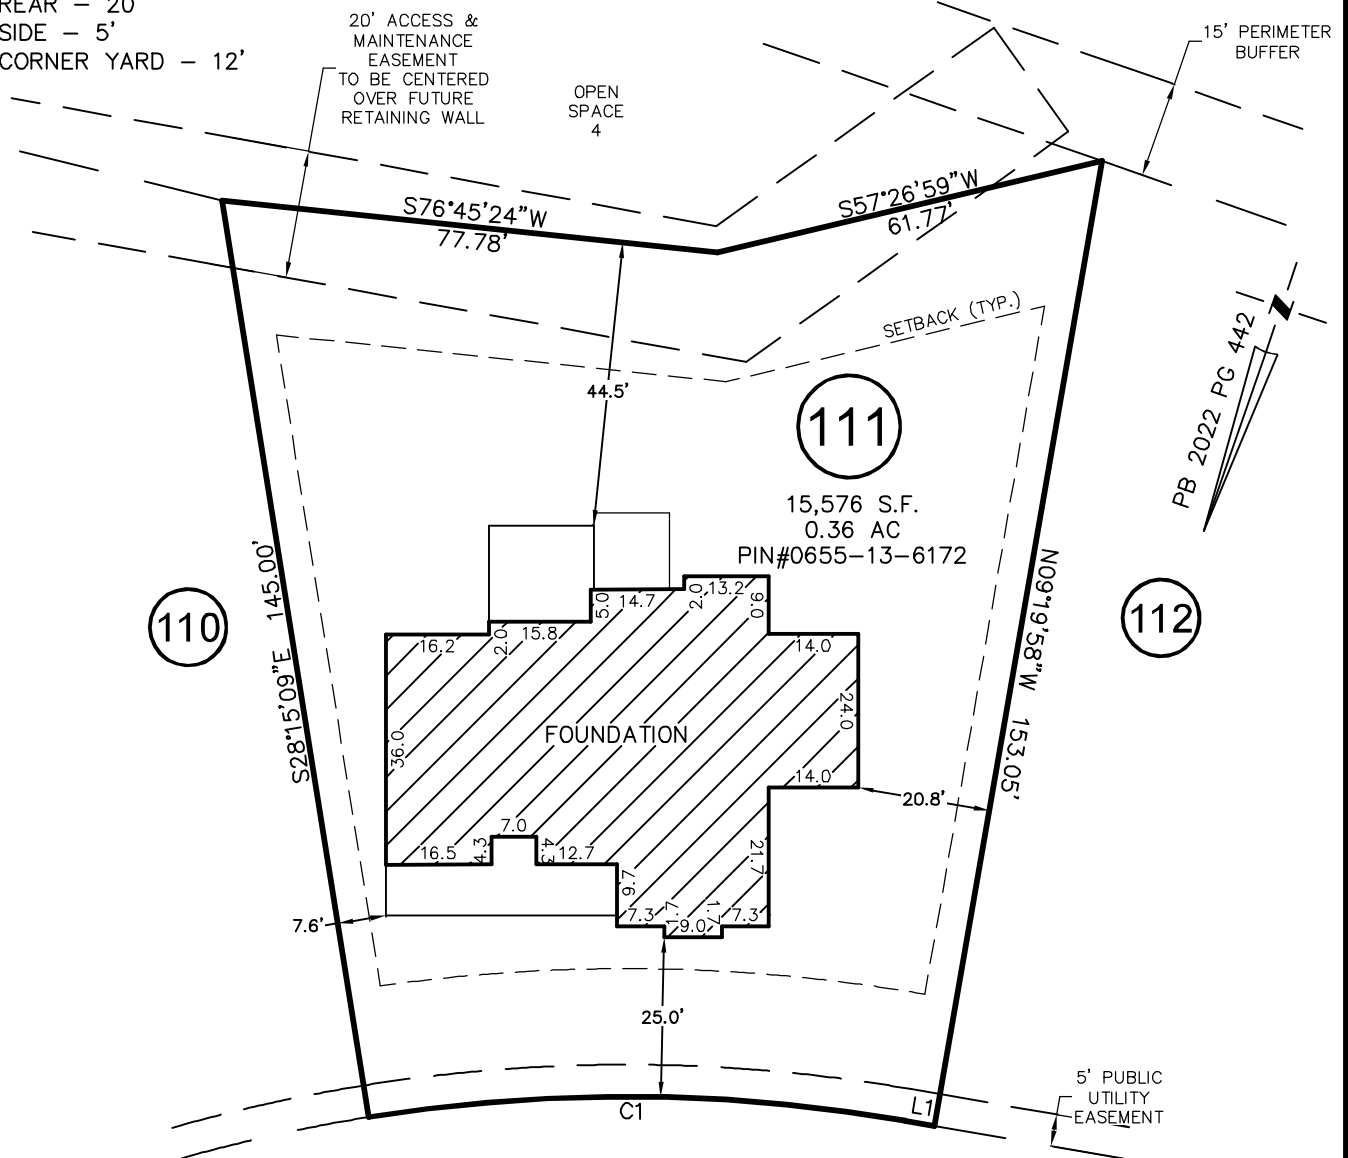 REAR – 20'
SIDE – 5'
CORNER YARD – 12'
20' ACCESS &
MAINTENANCE
EASEMENT
TO BE CENTERED
OVER FUTURE
RETAINING WALL
OPEN
SPACE
4
15' PERIMETER
BUFFER
S76°45'24"W
77.78'
S57°26'59"W
61.77'
SETBACK (TYP.)
PB 2022 PG 442
44.5'
111
15,576 S.F.
0.36 AC
PIN#0655-13-6172
110
112
S28°15'09"E 145.00'
N09°19'58"W 153.05'
16.2
2.0
15.8
5.0
14.7
2.0
13.2
9.0
14.0
24.0
36.0
FOUNDATION
14.0
20.8'
7.0
16.5
4.3
4.3
12.7
21.7
9.7
7.3
1.7
9.0
1.7
7.3
7.6'
25.0'
C1
L1
5' PUBLIC
UTILITY
EASEMENT